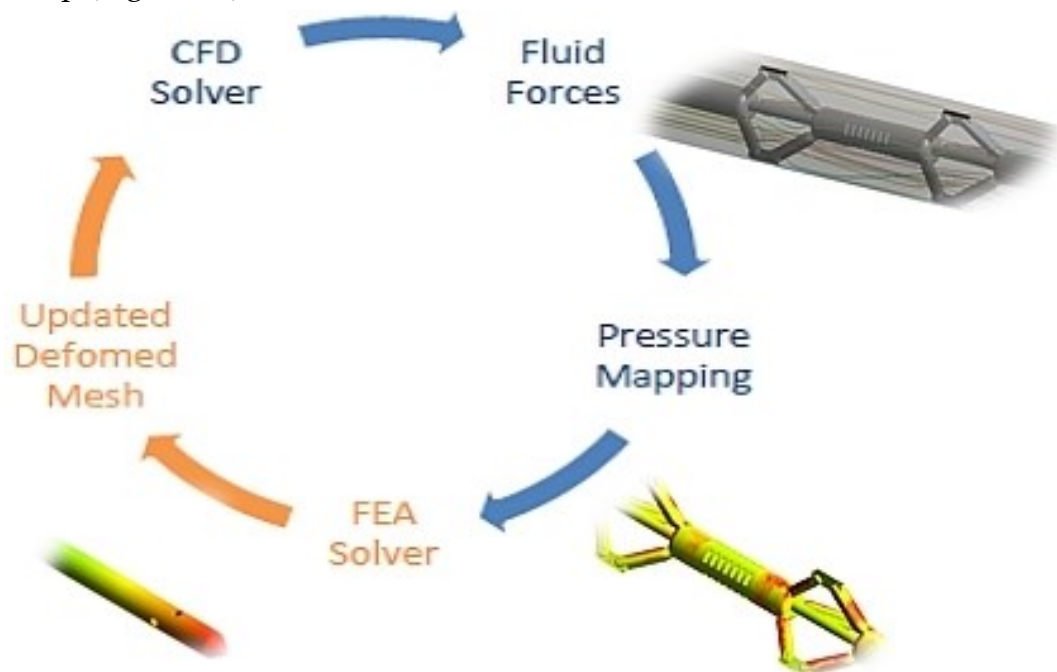 CFD
Solver
Fluid
Forces
Pressure
Mapping
FEA
Solver
Updated
Defomed
Mesh